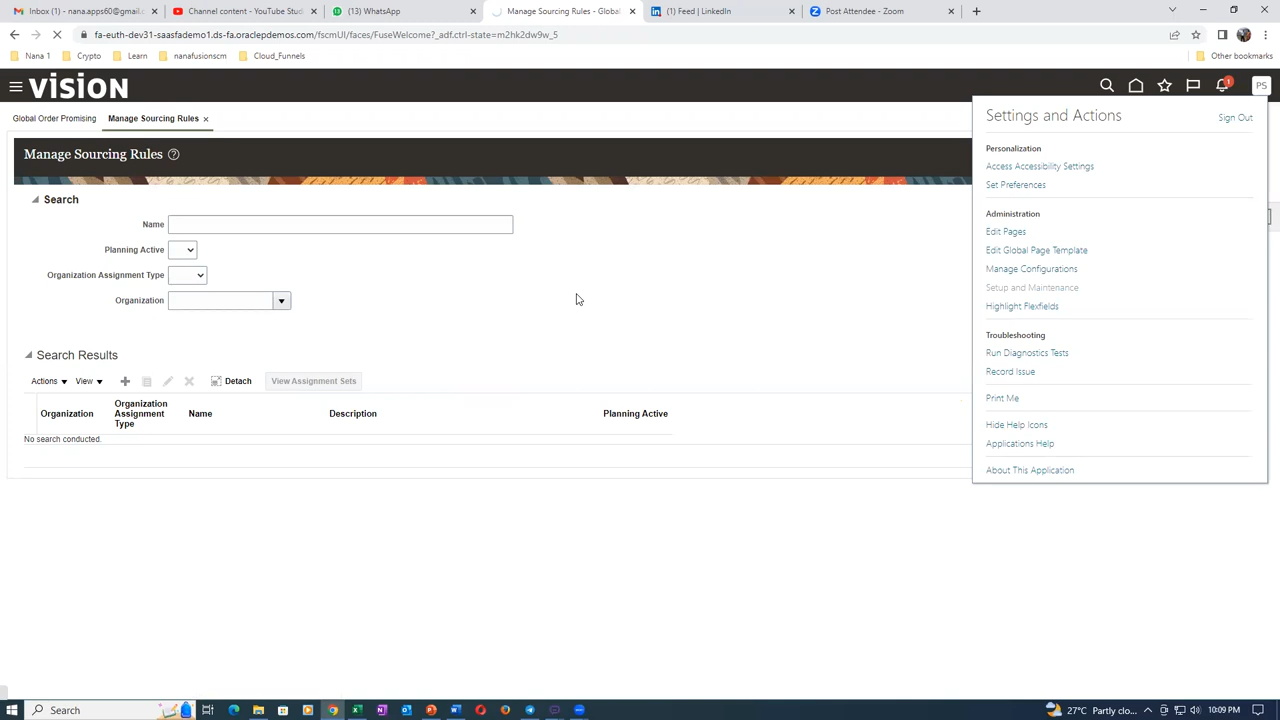 Inbox (1) - nana.apps60@gmail.c
Channel content - YouTube Stud
(13) WhatsApp
Manage Sourcing Rules - Global
(1) Feed | LinkedIn
Post Attendee - Zoom
fa-euth-dev31-saasfademo1.ds-fa.oraclepdemos.com/fscmUI/faces/FuseWelcome?_adf.ctrl-state=m2hk2dw9w_5
Nana 1
Crypto
Learn
nanafusionscm
Cloud_Funnels
Other bookmarks
VISION
1
PS
Global Order Promising
Manage Sourcing Rules
Settings and Actions
Sign Out
Manage Sourcing Rules
Personalization
Access Accessibility Settings
Set Preferences
Search
Name
Administration
Edit Pages
Planning Active
Edit Global Page Template
Organization Assignment Type
Manage Configurations
Setup and Maintenance
Organization
Highlight Flexfields
Troubleshooting
Search Results
Run Diagnostics Tests
Record Issue
Actions
View
Detach
View Assignment Sets
Print Me
Organization
Organization Assignment Type
Name
Description
Planning Active
Hide Help Icons
No search conducted.
Applications Help
About This Application
Search
27°C Partly clo...
10:09 PM